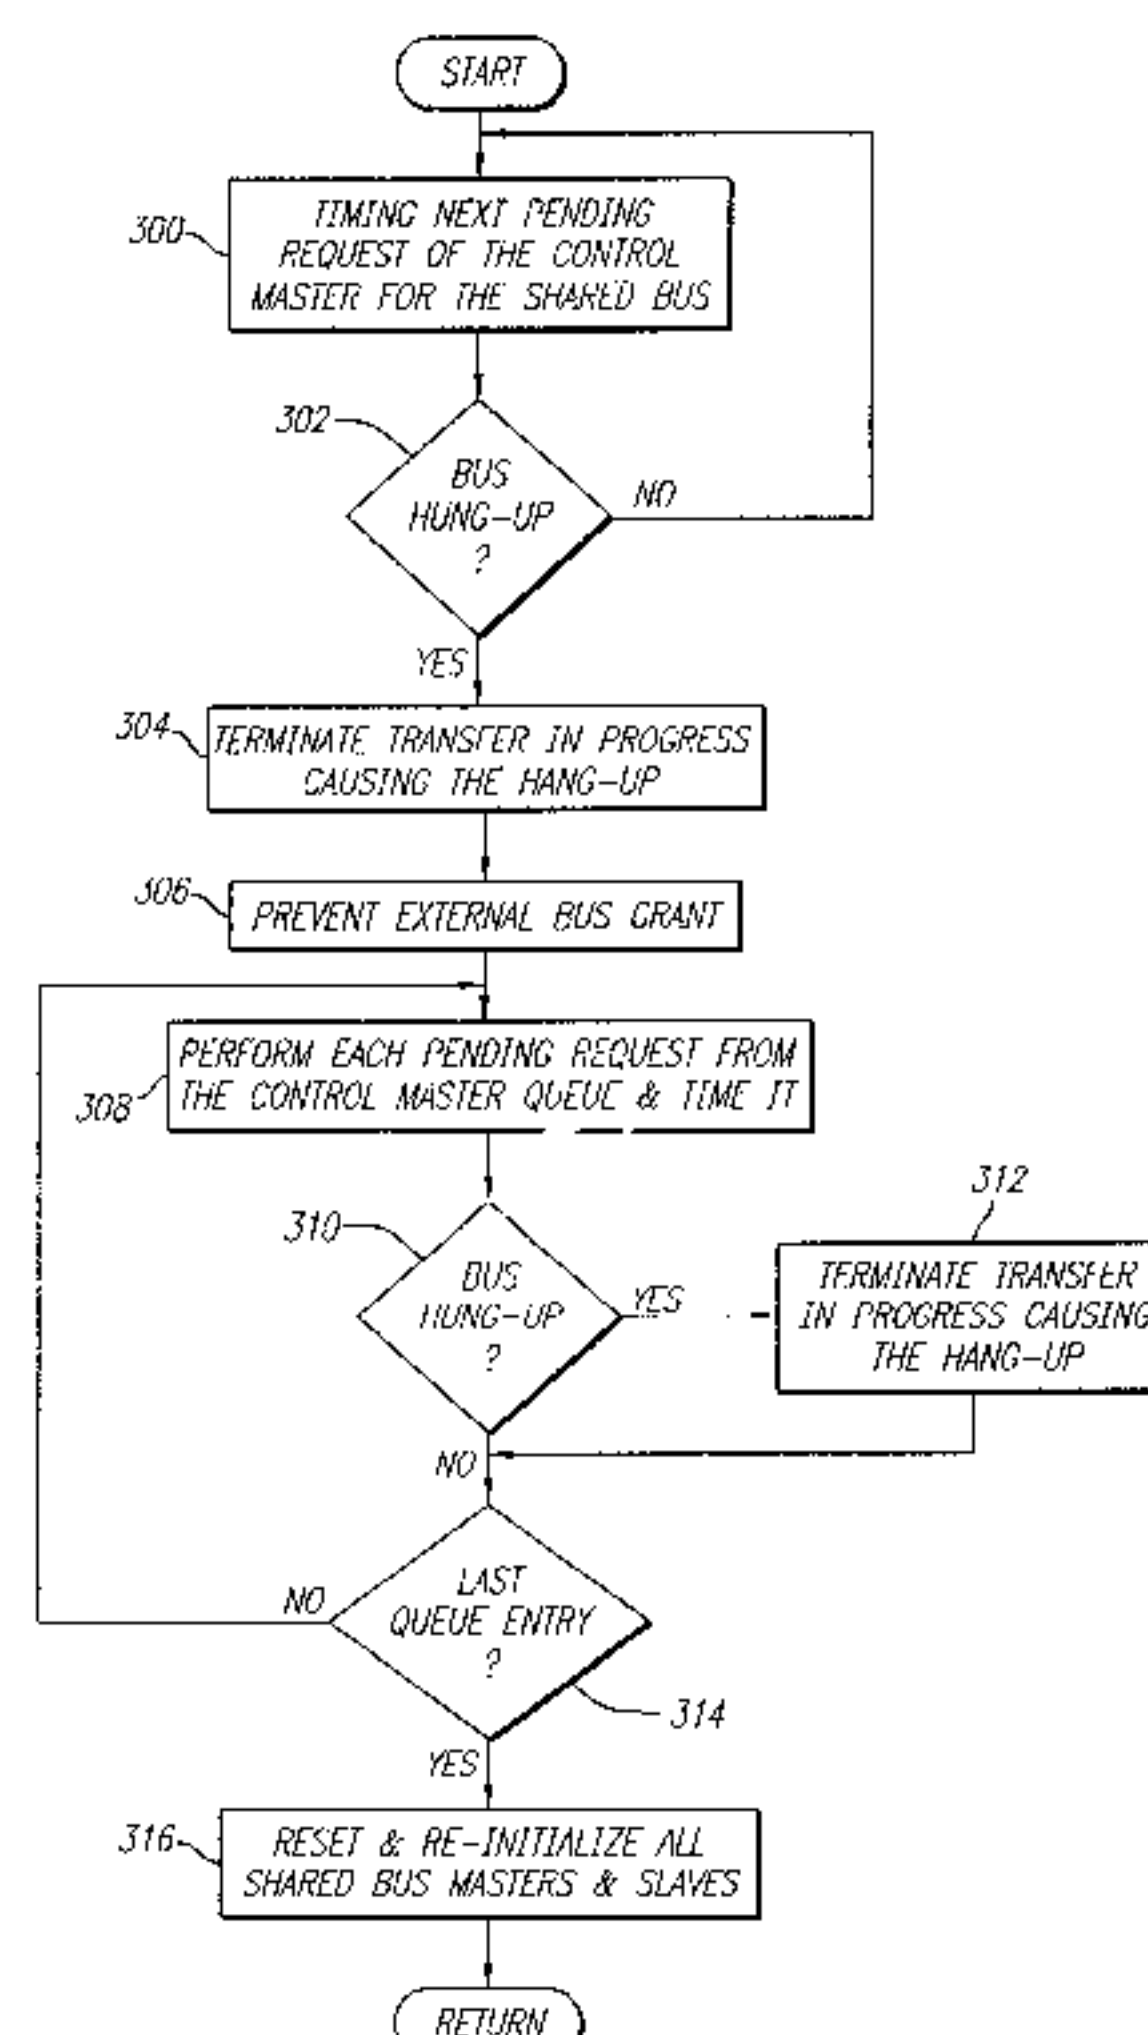 START
300
TIMING NEXT PENDING
REQUEST OF THE CONTROL
MASTER FOR THE SHARED BUS
302
BUS
HUNG-UP
?
NO
YES
304
TERMINATE TRANSFER IN PROGRESS
CAUSING THE HANG-UP
306
PREVENT EXTERNAL BUS GRANT
308
PERFORM EACH PENDING REQUEST FROM
THE CONTROL MASTER QUEUE & TIME IT
310
BUS
HUNG-UP
?
YES
312
TERMINATE TRANSFER
IN PROGRESS CAUSING
THE HANG-UP
NO
LAST
QUEUE ENTRY
?
NO
314
YES
316
RESET & RE-INITIALIZE ALL
SHARED BUS MASTERS & SLAVES
RETURN